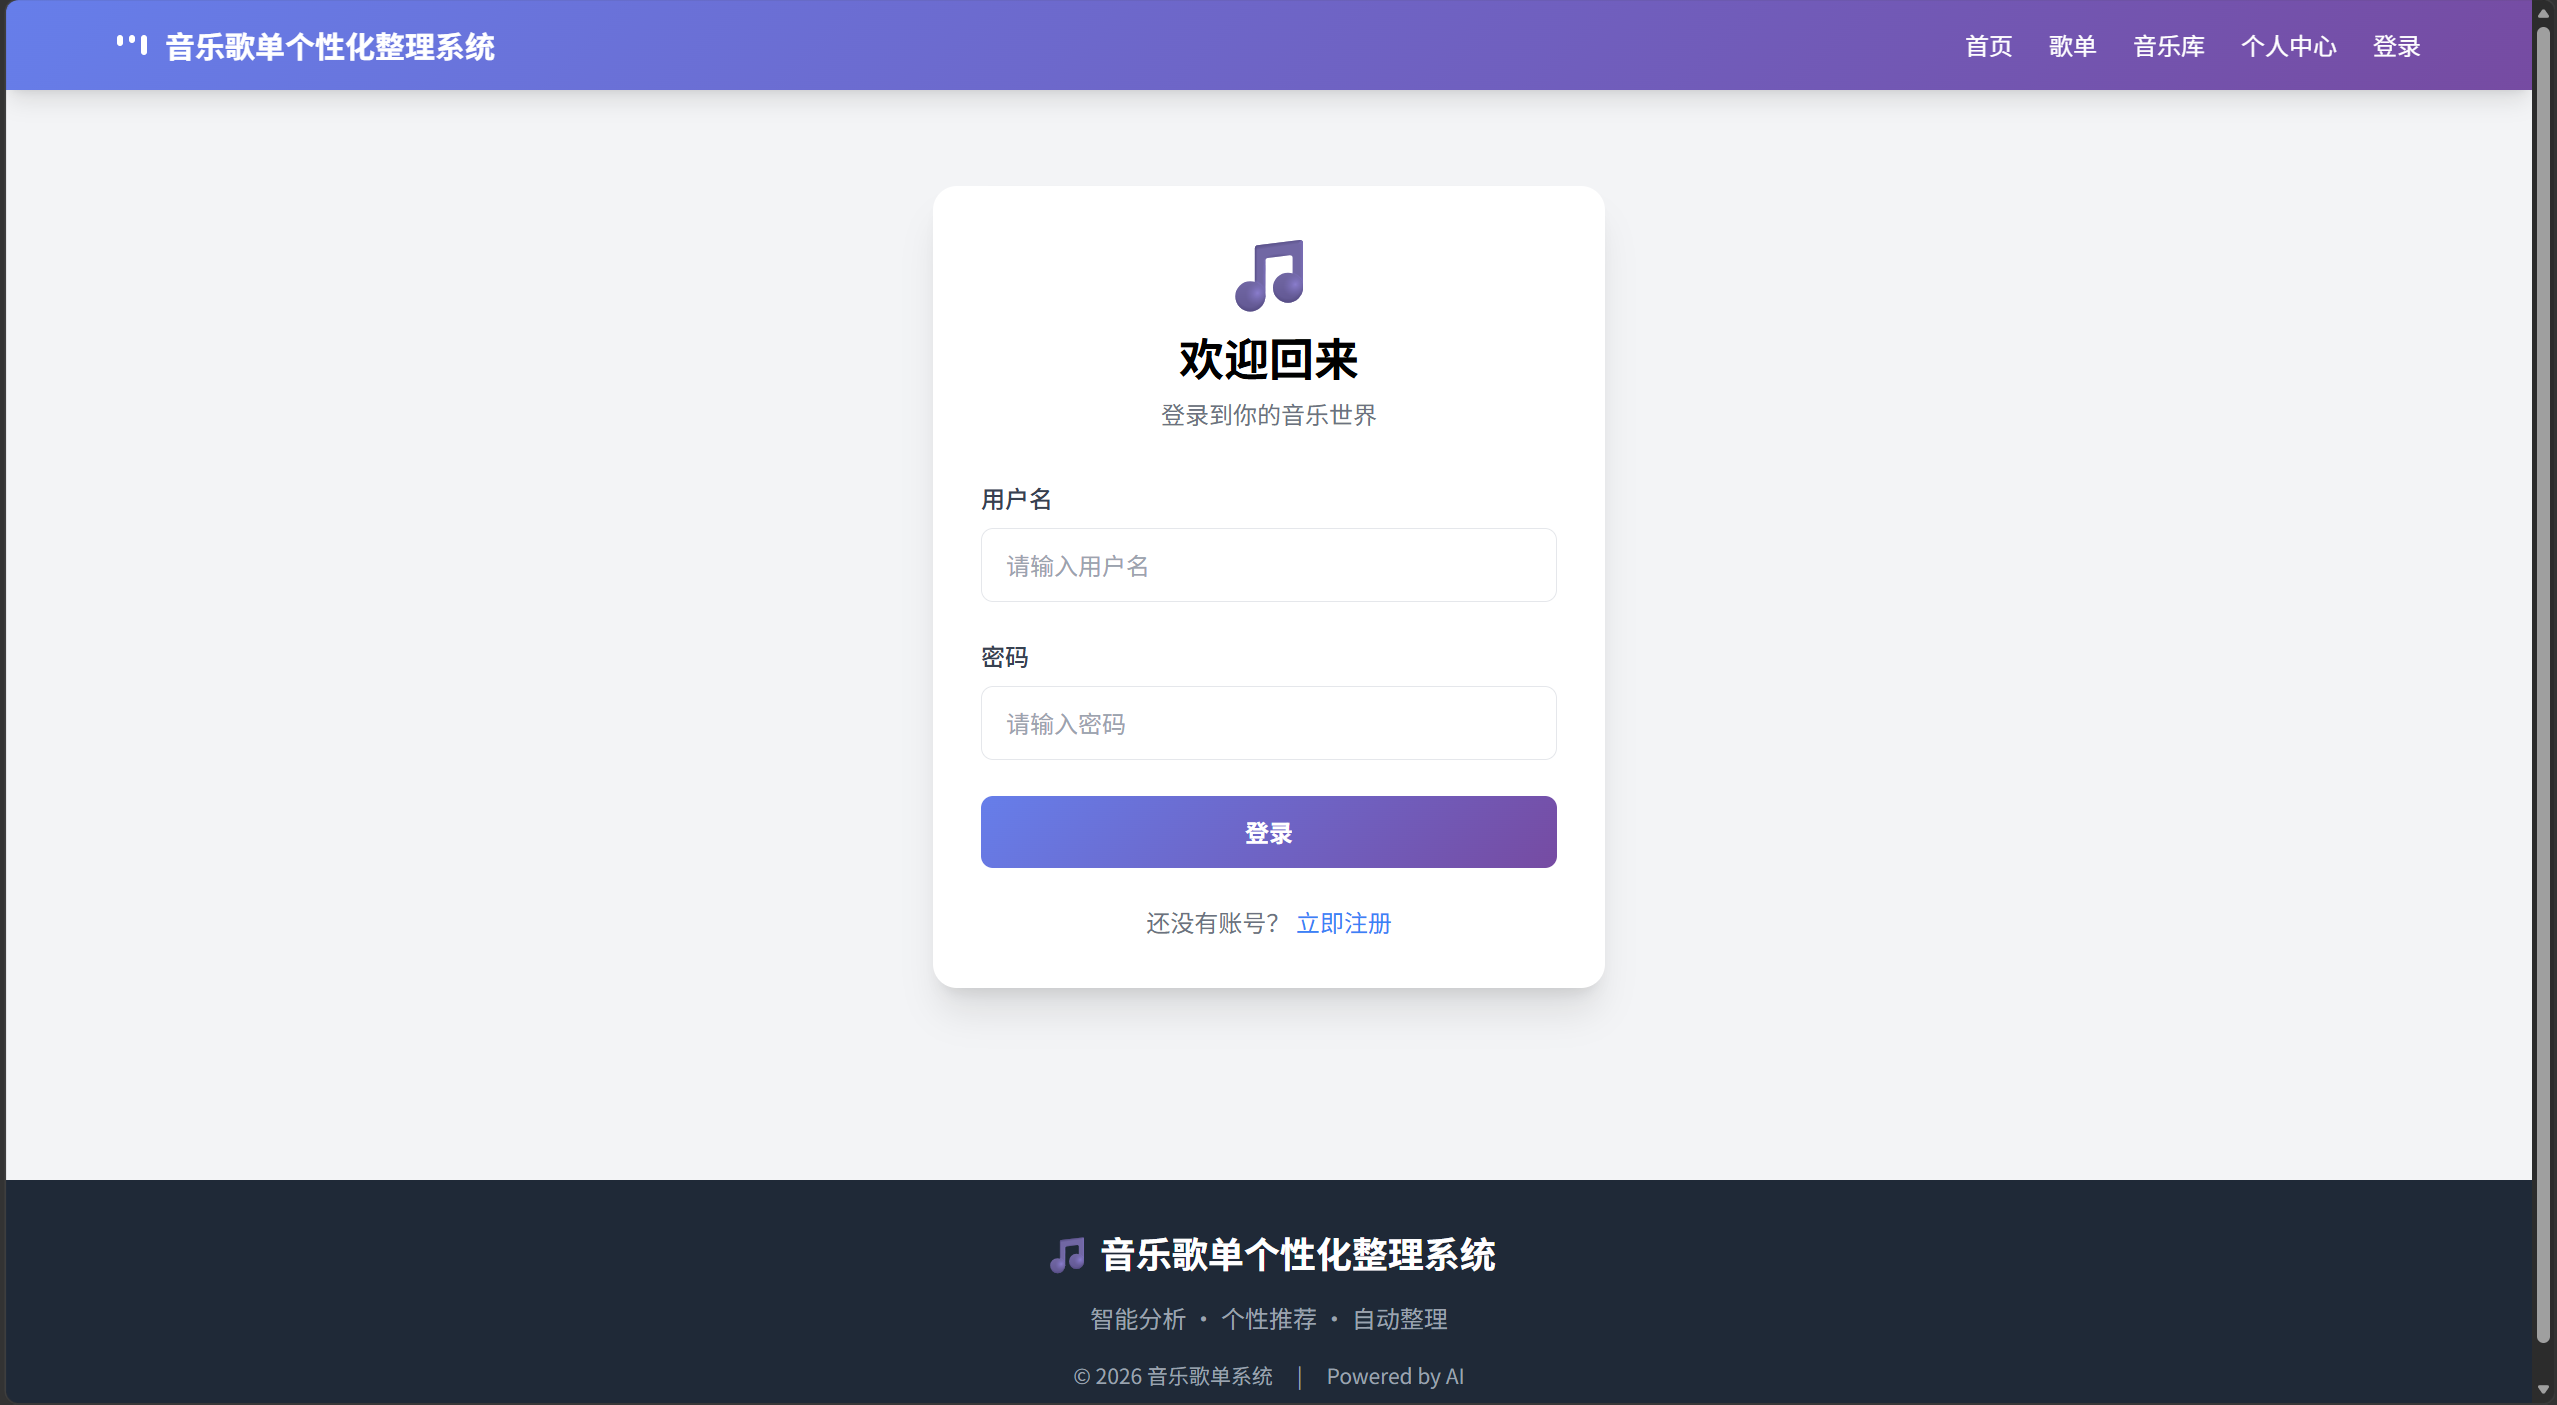 音乐歌单个性化整理系统
首页 歌单 音乐库 个人中心 登录
欢迎回来
登录到你的音乐世界
用户名
请输入用户名
密码
请输入密码
登录
还没有账号？ 立即注册
音乐歌单个性化整理系统
智能分析 • 个性推荐 • 自动整理
© 2026 音乐歌单系统 | Powered by AI